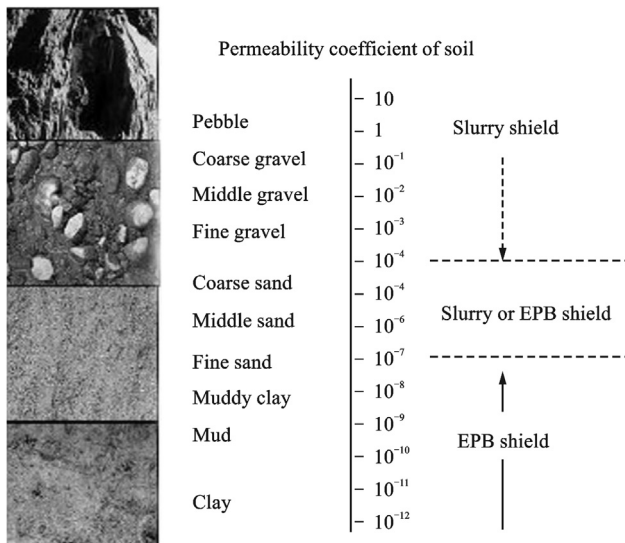 Permeability coefficient of soil
10
Pebble
1
Slurry shield
Coarse gravel
10⁻¹
Middle gravel
10⁻²
Fine gravel
10⁻³
10⁻⁴
Coarse sand
10⁻⁴
Slurry or EPB shield
Middle sand
10⁻⁶
Fine sand
10⁻⁷
Muddy clay
10⁻⁸
10⁻⁹
Mud
EPB shield
10⁻¹⁰
10⁻¹¹
Clay
10⁻¹²